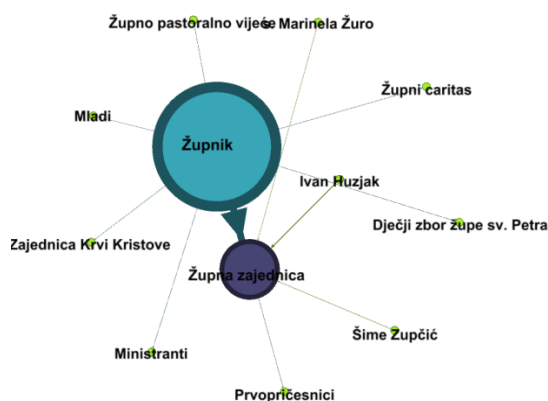 Župno pastoralno vijeće
s. Marinela Žuro
Župni caritas
Mladi
Župnik
Ivan Huzjak
Dječji zbor župe sv. Petra
Zajednica Krvi Kristove
Župna zajednica
Šime Zupčić
Ministranti
Prvopričesnici